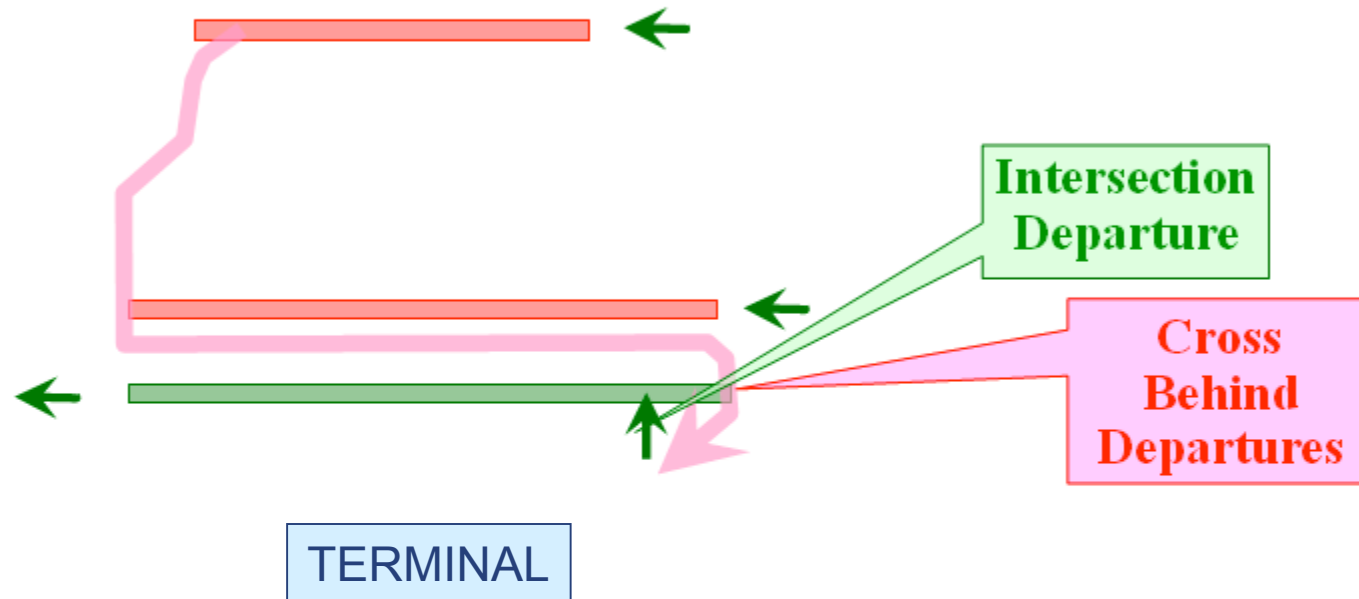 Intersection
Departure
Cross
Behind
Departures
TERMINAL